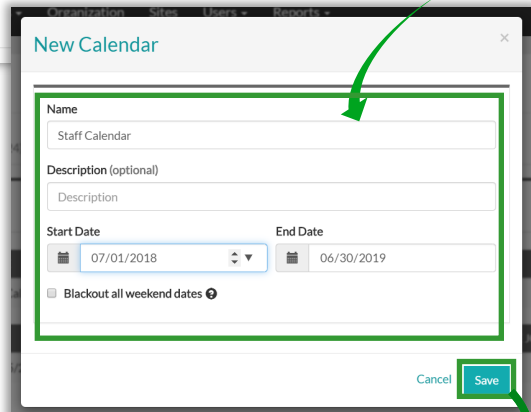 Organization Sites Users Reports
New Calendar ×
Name
Staff Calendar
Description (optional)
Description
Start Date End Date
07/01/2018 06/30/2019
Blackout all weekend dates ?
Cancel Save